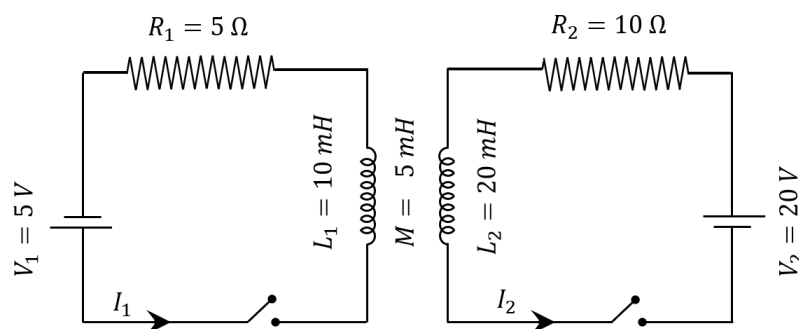 R₁ = 5 Ω
R₂ = 10 Ω
V₁ = 5 V
L₁ = 10 mH
M = 5 mH
L₂ = 20 mH
V₂ = 20 V
I₁
I₂